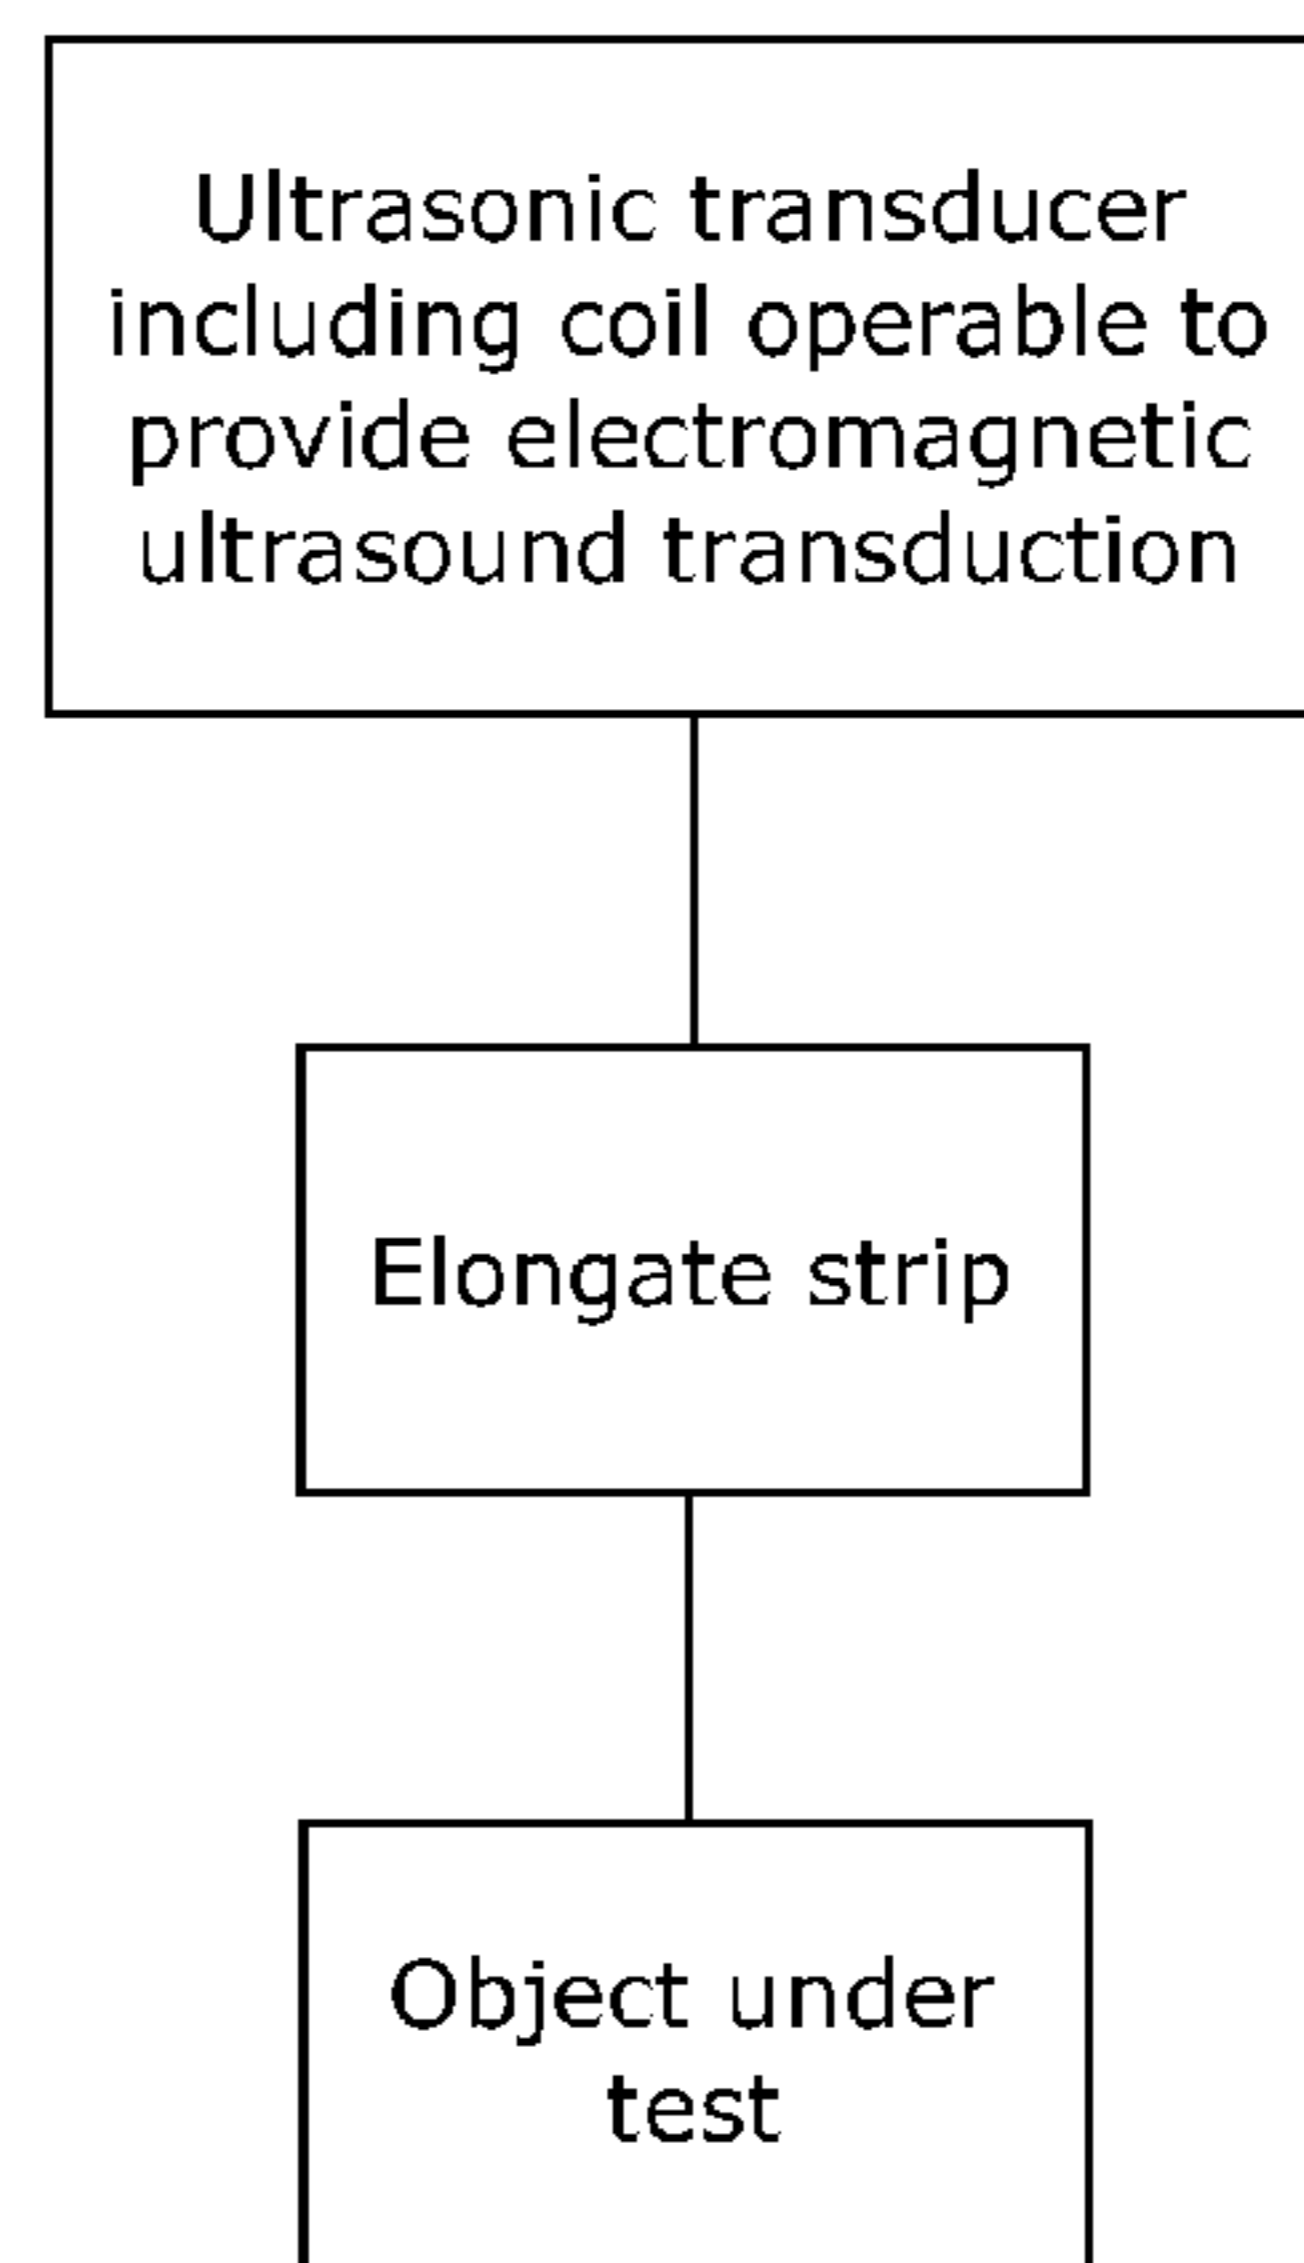 Ultrasonic transducer
including coil operable to
provide electromagnetic
ultrasound transduction
Elongate strip
Object under
test